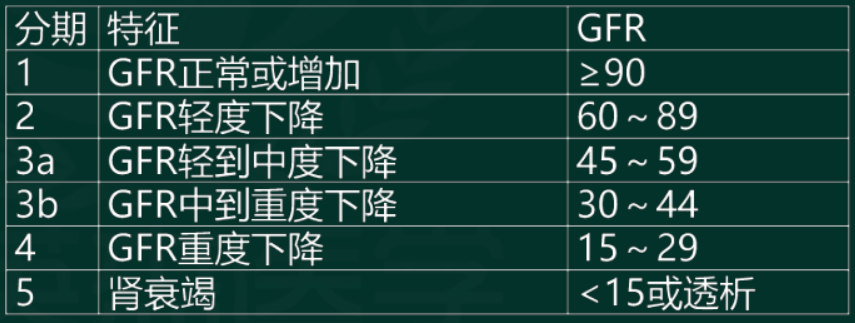 分期 特征 GFR
1 GFR正常或增加 ≥90
2 GFR轻度下降 60～89
3a GFR轻到中度下降 45～59
3b GFR中到重度下降 30～44
4 GFR重度下降 15～29
5 肾衰竭 <15或透析